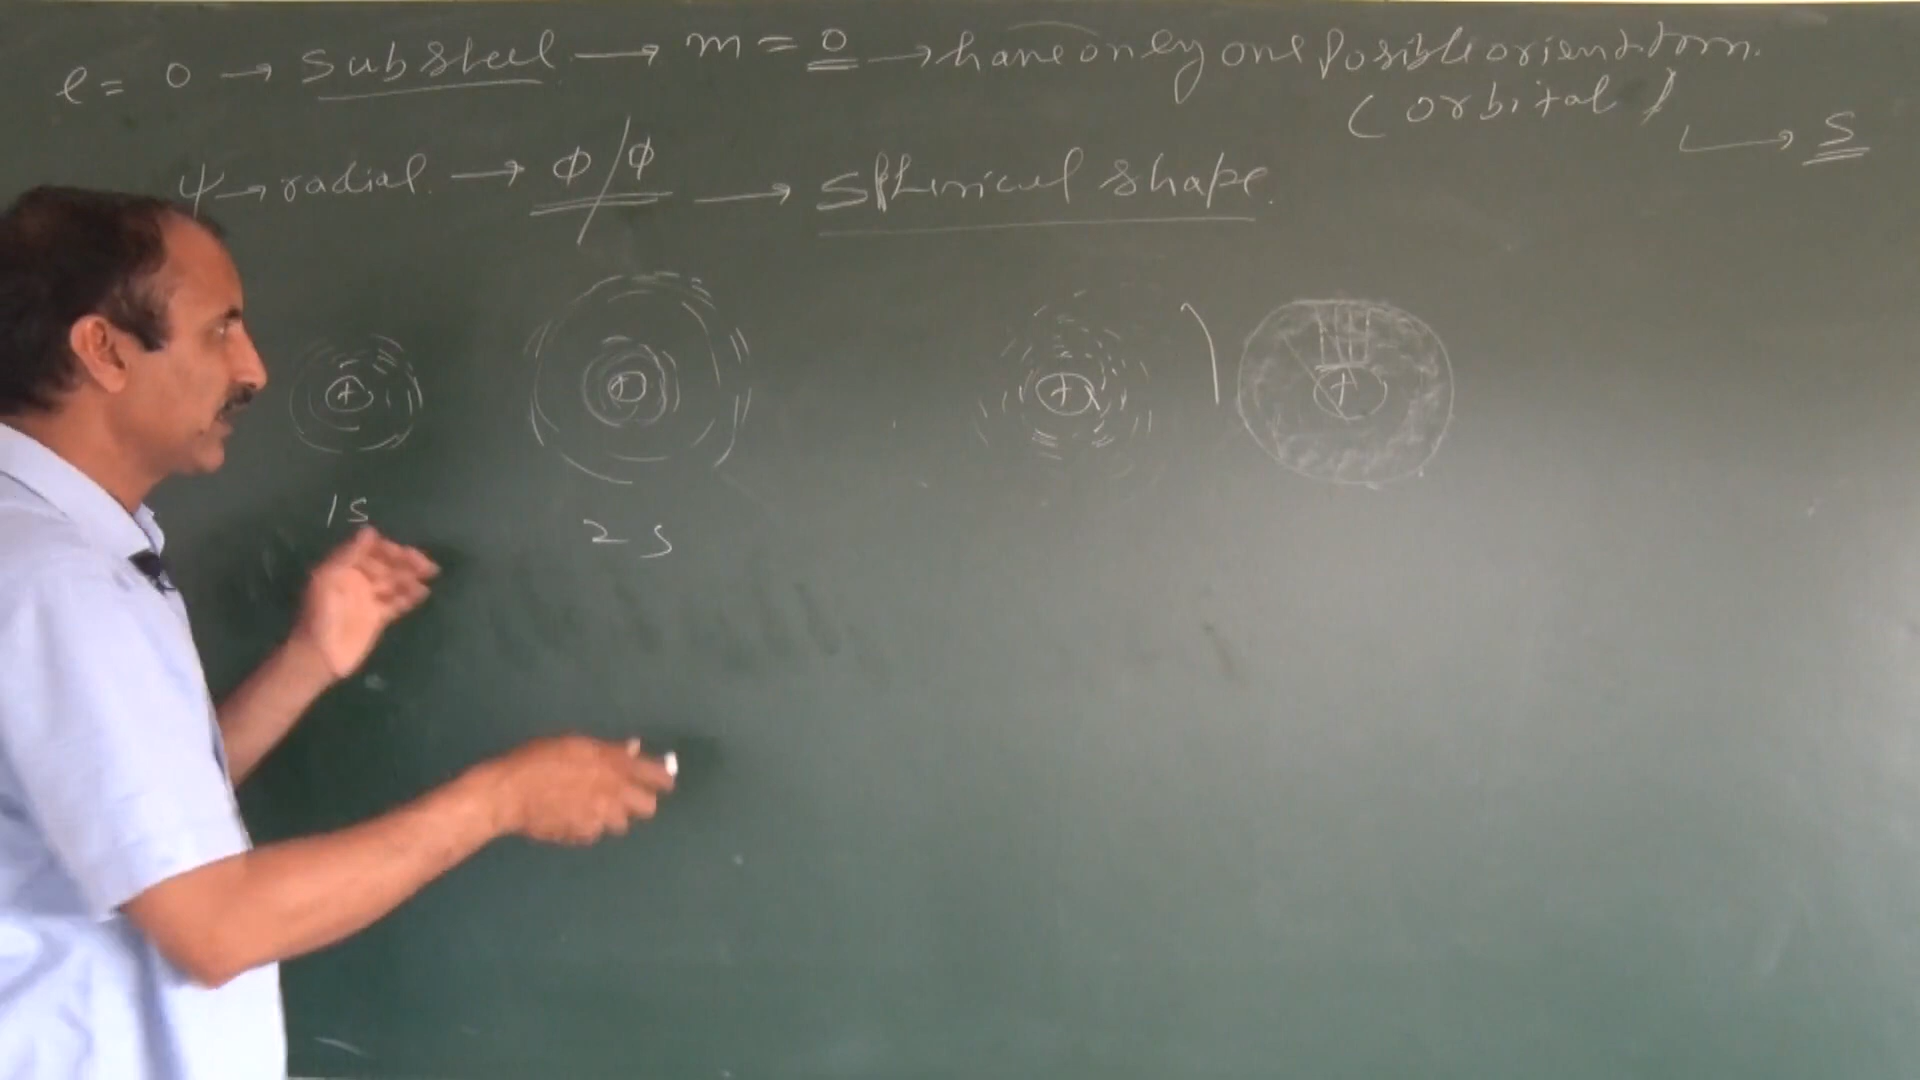 l = 0 → subshell → m = 0 → have only one possible orientation.
(orbital)
→ s
ψ → radial → Φ/Φ → Spherical shape.
+
+
+
+
1s
2s